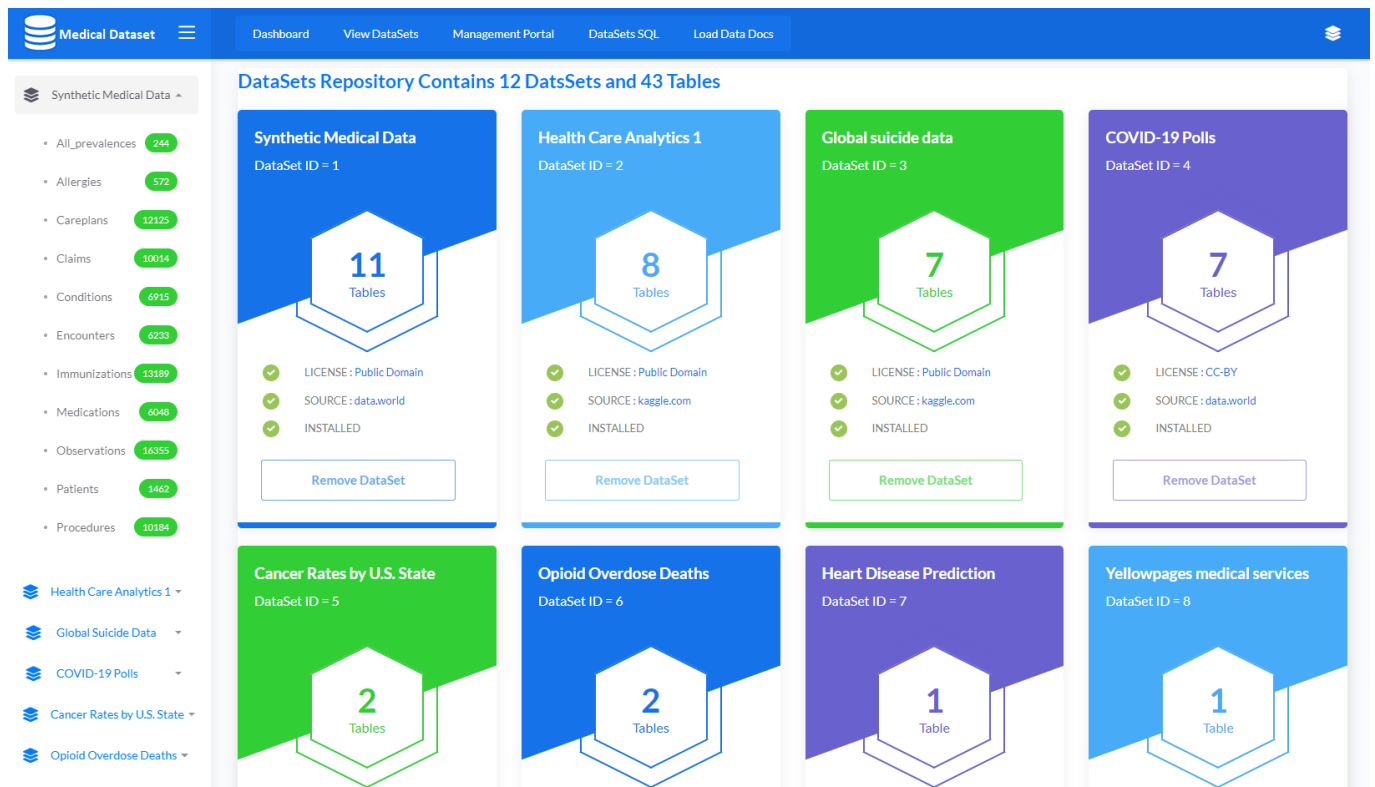 Medical Dataset
Dashboard View DataSets Management Portal DataSets SQL Load Data Docs
Synthetic Medical Data
All_prevalences 244
Allergies 572
Careplans 12125
Claims 10014
Conditions 6915
Encounters 6233
Immunizations 13189
Medications 6048
Observations 16355
Patients 1462
Procedures 10184
Health Care Analytics 1
Global Suicide Data
COVID-19 Polls
Cancer Rates by U.S. State
Opioid Overdose Deaths
DataSets Repository Contains 12 DatsSets and 43 Tables
Synthetic Medical Data
DataSet ID = 1
11
Tables
LICENSE : Public Domain
SOURCE : data.world
INSTALLED
Remove DataSet
Health Care Analytics 1
DataSet ID = 2
8
Tables
LICENSE : Public Domain
SOURCE : kaggle.com
INSTALLED
Remove DataSet
Global suicide data
DataSet ID = 3
7
Tables
LICENSE : Public Domain
SOURCE : kaggle.com
INSTALLED
Remove DataSet
COVID-19 Polls
DataSet ID = 4
7
Tables
LICENSE : CC-BY
SOURCE : data.world
INSTALLED
Remove DataSet
Cancer Rates by U.S. State
DataSet ID = 5
2
Tables
Opioid Overdose Deaths
DataSet ID = 6
2
Tables
Heart Disease Prediction
DataSet ID = 7
1
Table
Yellowpages medical services
DataSet ID = 8
1
Table